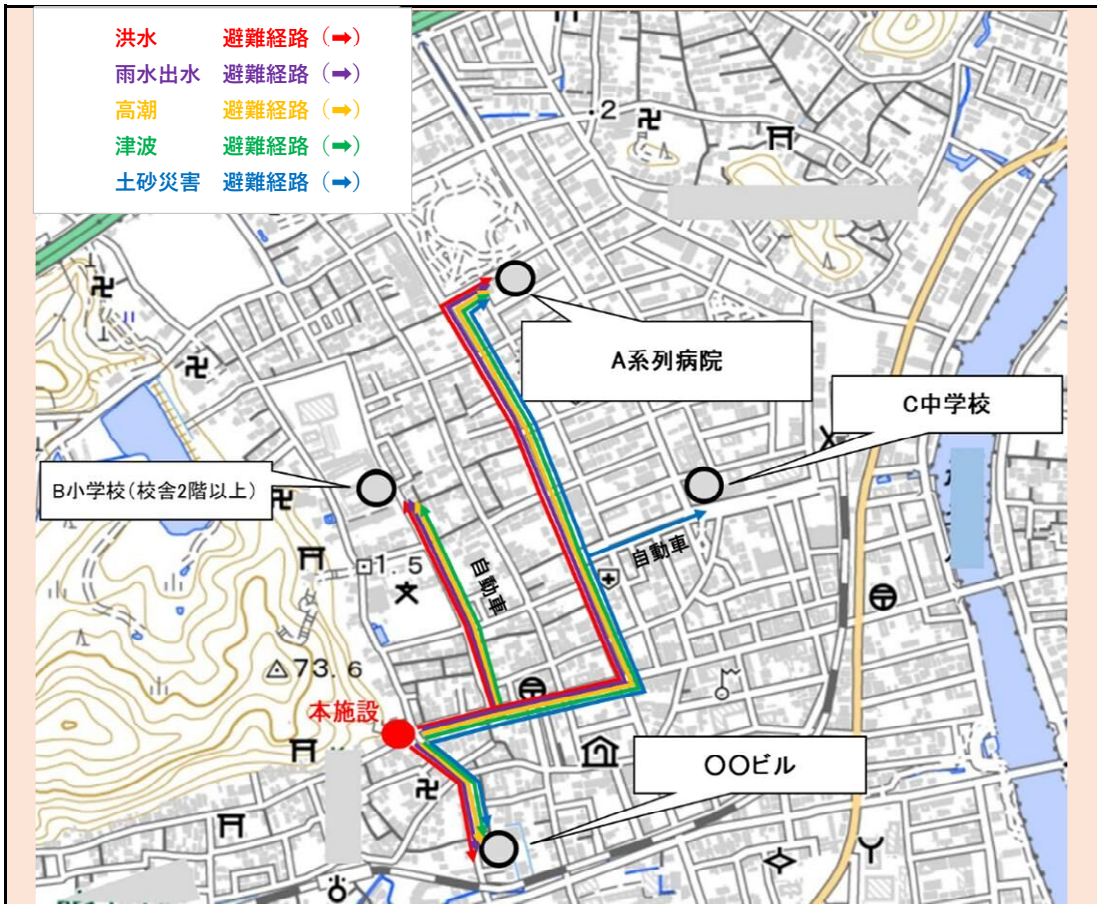 洪水 避難経路（➡）
雨水出水 避難経路（➡）
高潮 避難経路（➡）
津波 避難経路（➡）
土砂災害 避難経路（➡）
.2
A系列病院
C中学校
B小学校（校舎2階以上）
自動車
自動車
1.5
73.6
本施設
〇〇ビル